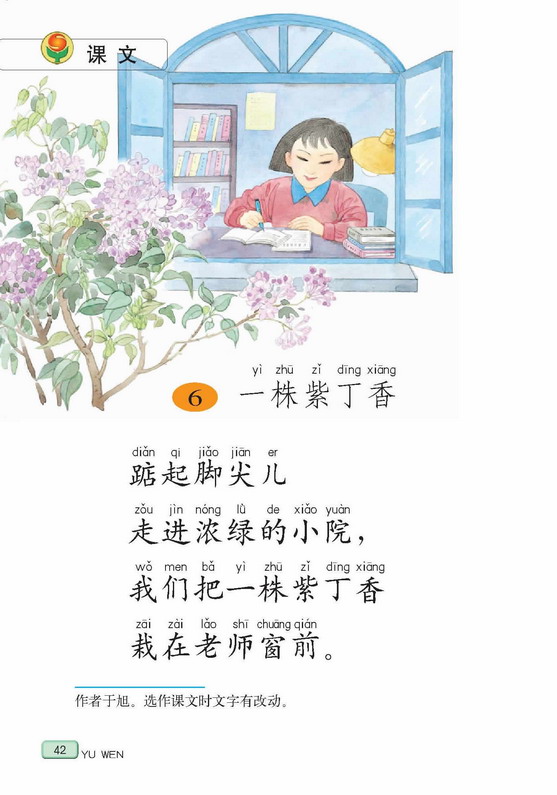 课文
yì zhū zǐ dīng xiāng
6 一株紫丁香
diǎn qi jiǎo jiān er
踮起脚尖儿
zǒu jìn nóng lǜ de xiǎo yuàn
走进浓绿的小院，
wǒ men bǎ yì zhū zǐ dīng xiāng
我们把一株紫丁香
zāi zài lǎo shī chuāng qián
栽在老师窗前。
作者于旭。选作课文时文字有改动。
42 YU WEN